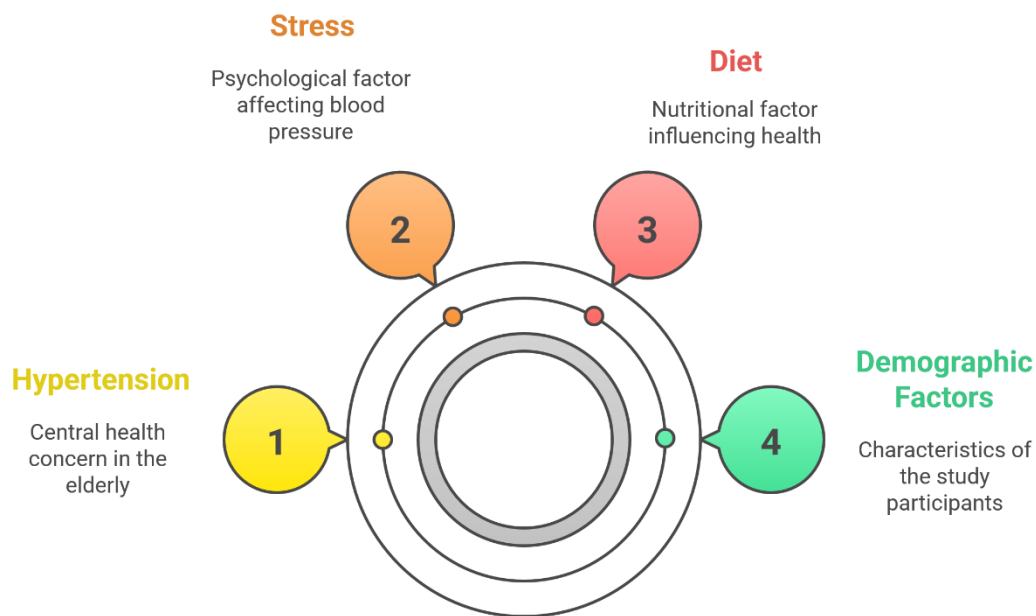 Stress
Psychological factor
affecting blood
pressure
Diet
Nutritional factor
influencing health
2
3
Hypertension
Central health
concern in the
elderly
1
4
Demographic
Factors
Characteristics of
the study
participants